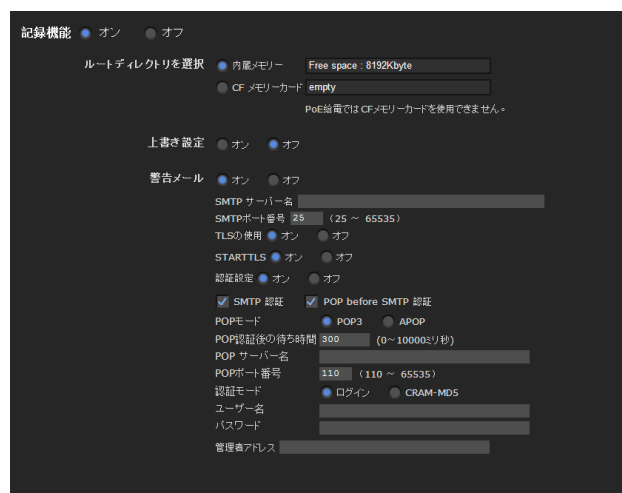 記録機能 オン オフ
ルートディレクトリを選択 内蔵メモリー Free space : 8192Kbyte
CF メモリーカード empty
PoE給電ではCFメモリーカードを使用できません。
上書き設定 オン オフ
警告メール オン オフ
SMTP サーバー名
SMTPポート番号 25 (25 ~ 65535)
TLSの使用 オン オフ
STARTTLS オン オフ
認証設定 オン オフ
SMTP 認証 POP before SMTP 認証
POPモード POP3 APOP
POP認証後の待ち時間 300 (0~10000ミリ秒)
POP サーバー名
POPポート番号 110 (110 ~ 65535)
認証モード ログイン CRAM-MD5
ユーザー名
パスワード
管理者アドレス